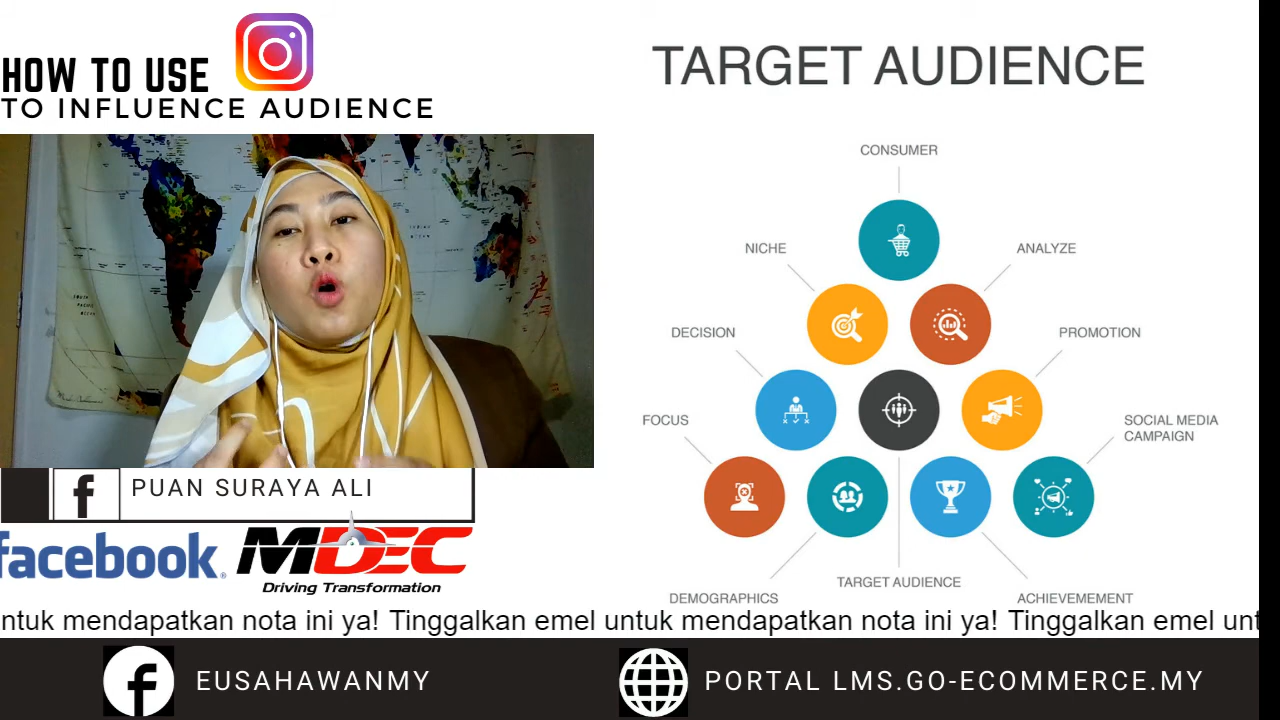 HOW TO USE
TO INFLUENCE AUDIENCE
TARGET AUDIENCE
CONSUMER
NICHE
ANALYZE
DECISION
PROMOTION
FOCUS
SOCIAL MEDIA
CAMPAIGN
TARGET AUDIENCE
DEMOGRAPHICS
ACHIEVEMEMENT
f PUAN SURAYA ALI
facebook
MDEC
Driving Transformation
ntuk mendapatkan nota ini ya! Tinggalkan emel untuk mendapatkan nota ini ya! Tinggalkan emel unt
f EUSAHAWANMY
PORTAL LMS.GO-ECOMMERCE.MY